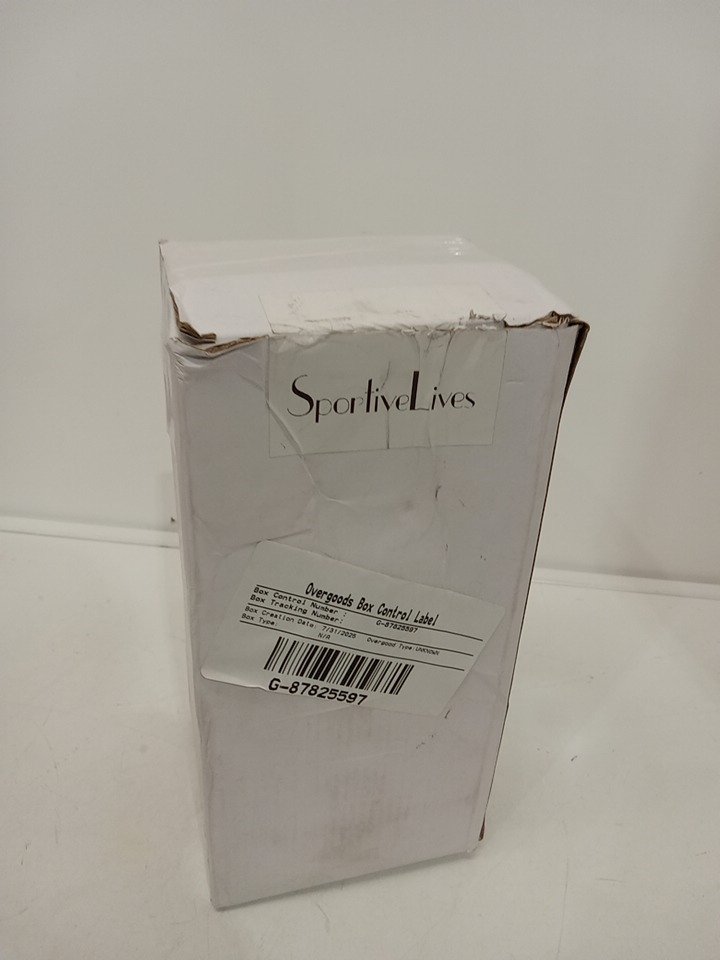 SportiveLives
Overgoods Box Control Label
Box Control Number : G-87825597
Box Tracking Number:
Box Creation Date: 7/31/2025 Overgood Type: UNKNOWN
Box Type: N/A
G-87825597